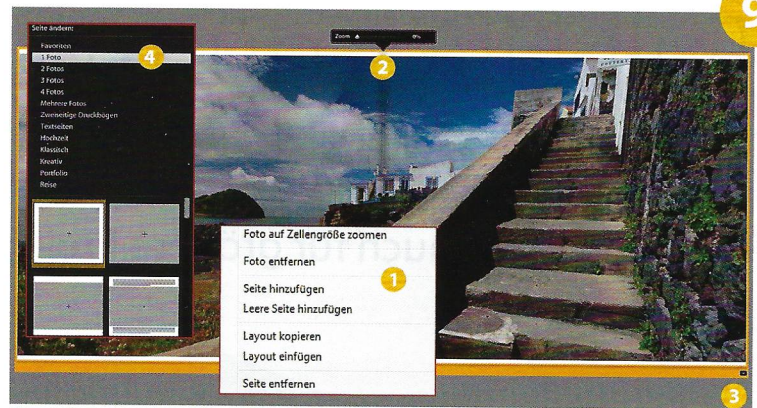 9
Seite ändern:
Favoriten
1 Foto
4
2 Fotos
3 Fotos
4 Fotos
Mehrere Fotos
Zweiseitige Druckbögen
Textseiten
Hochzeit
Klassisch
Kreativ
Portfolio
Reise
Zoom 0%
2
Foto auf Zellengröße zoomen
Foto entfernen
1
Seite hinzufügen
Leere Seite hinzufügen
Layout kopieren
Layout einfügen
Seite entfernen
3